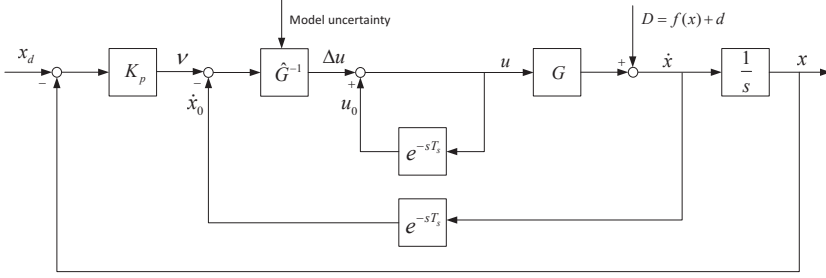 Model uncertainty
D = f(x) + d
x_d
−
K_p
ν
−
ẋ_0
Ĝ^{-1}
Δu
+
u_0
u
G
+
ẋ
1/s
x
e^{-sT_s}
e^{-sT_s}